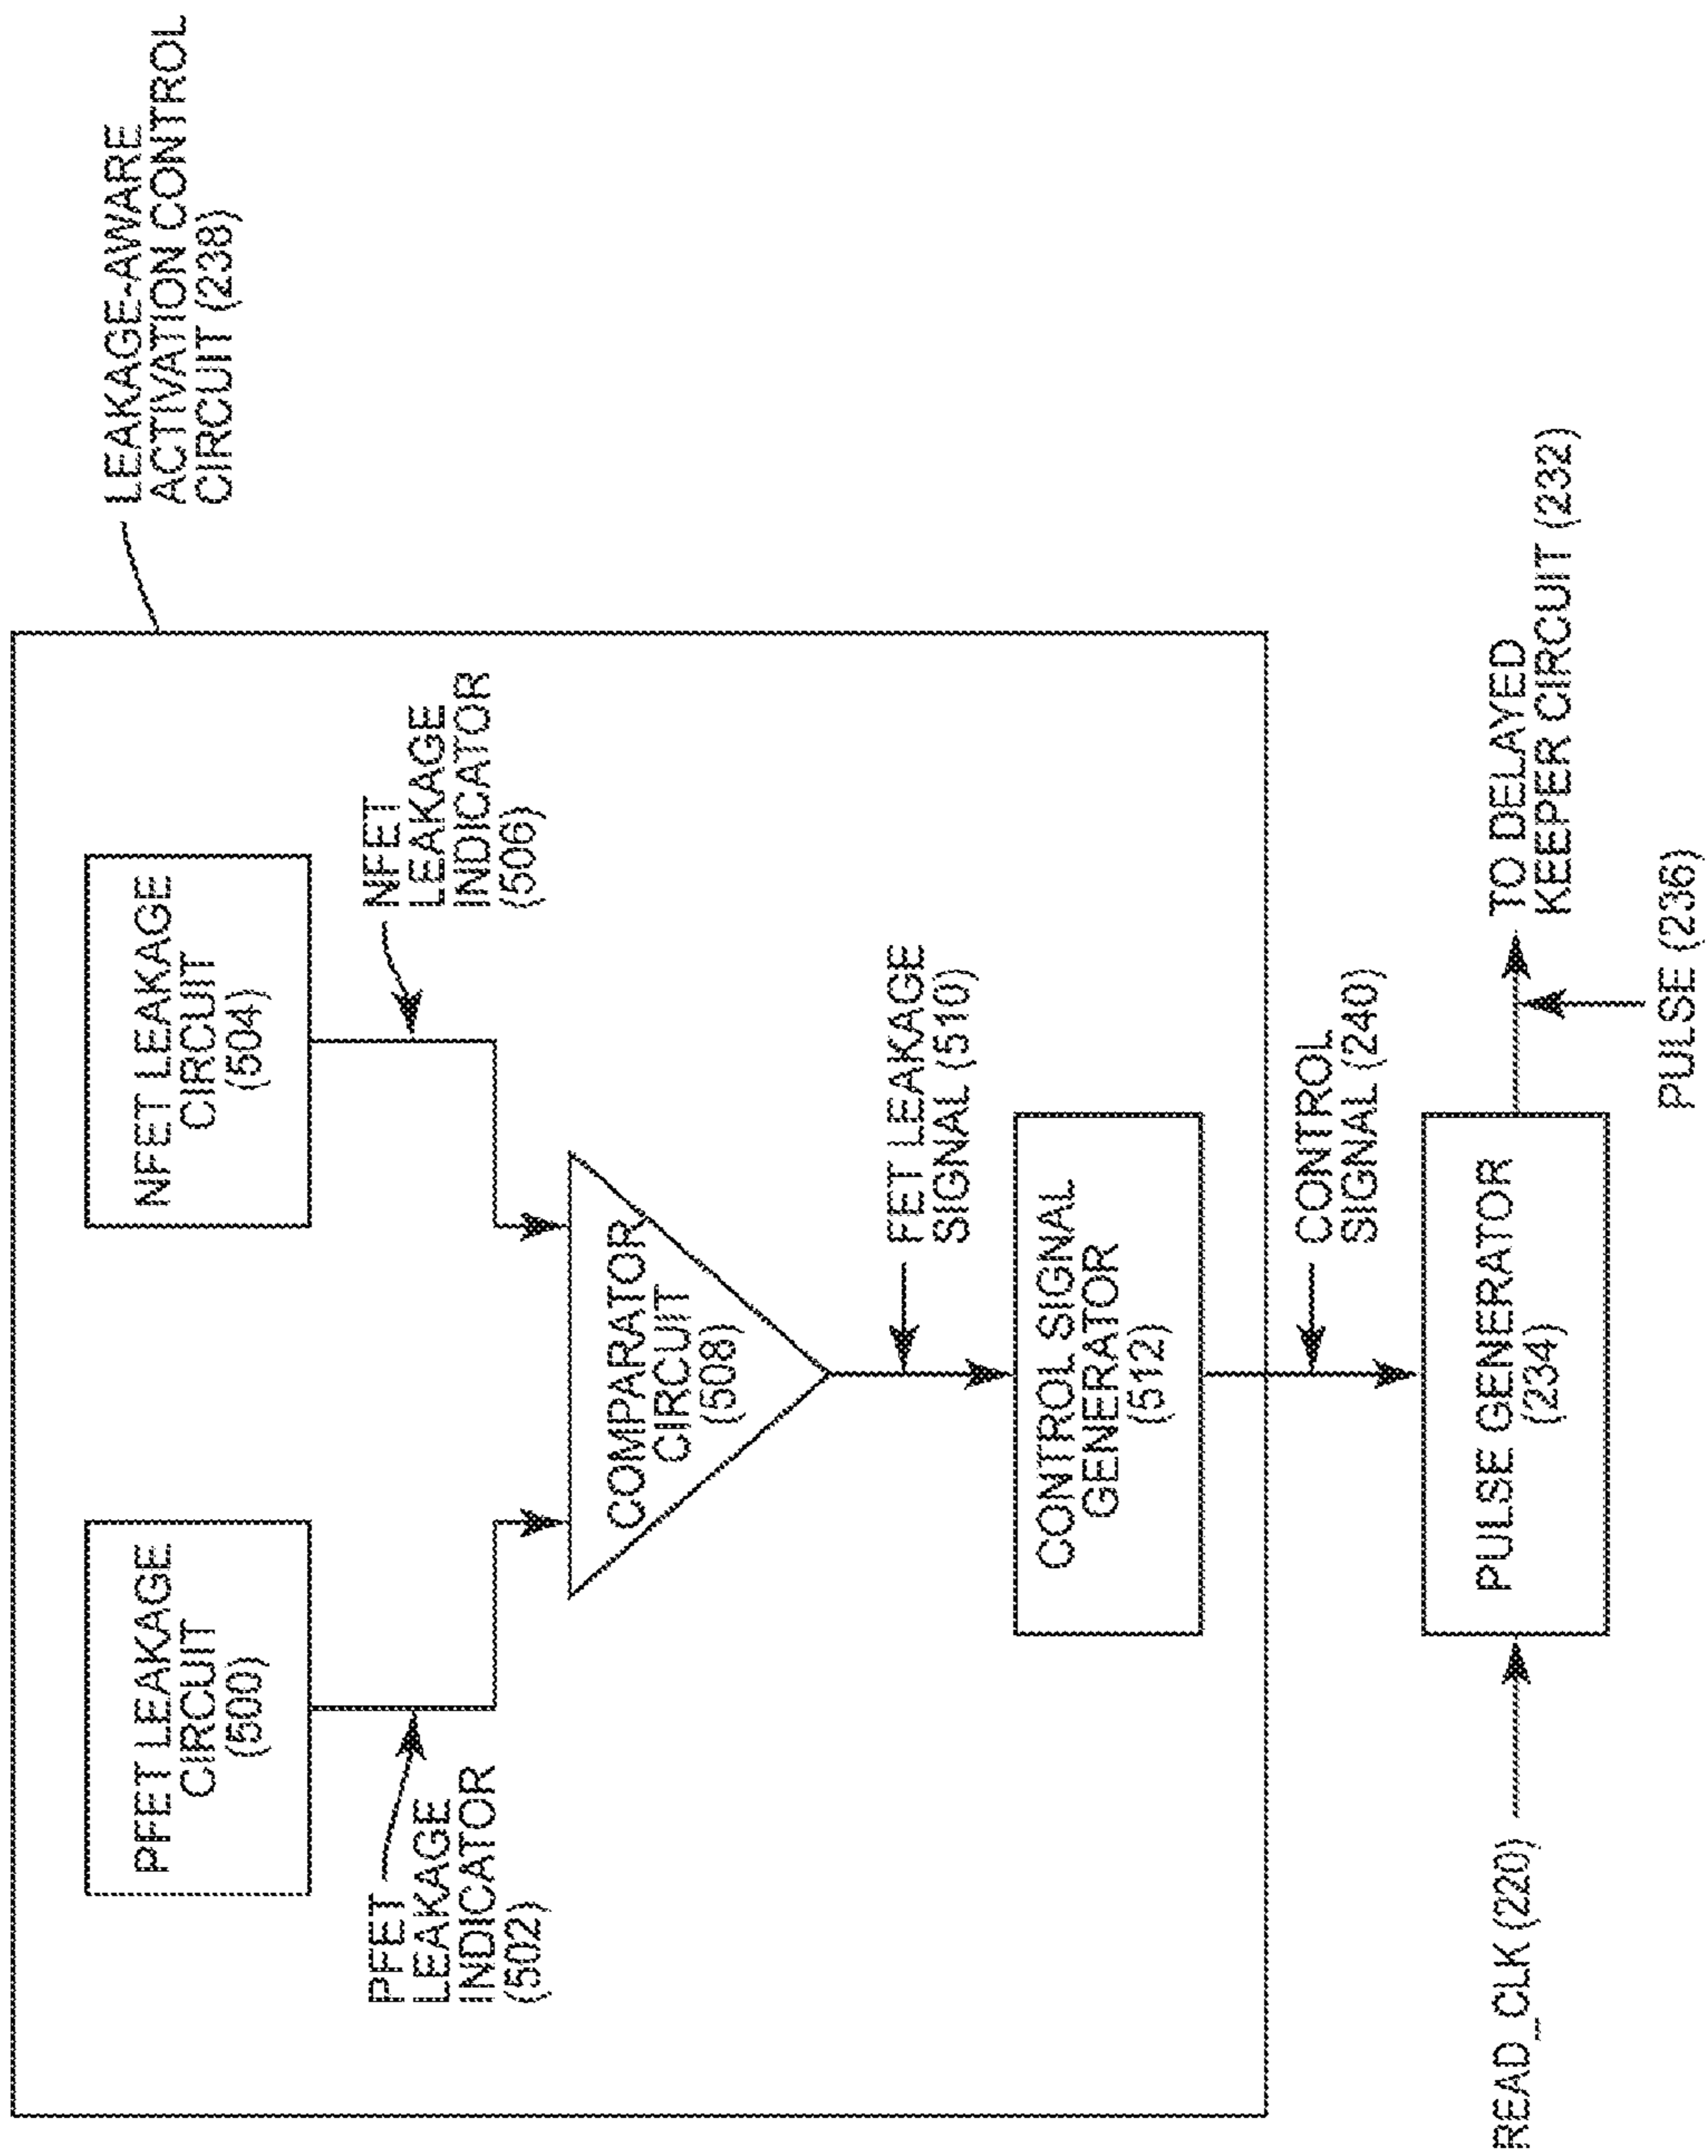 LEAKAGE-AWARE
ACTIVATION CONTROL
CIRCUIT (238)
PFET LEAKAGE
CIRCUIT
(500)
NFET LEAKAGE
CIRCUIT
(504)
PFET
LEAKAGE
INDICATOR
(502)
NFET
LEAKAGE
INDICATOR
(506)
COMPARATOR
CIRCUIT
(508)
FET LEAKAGE
SIGNAL (510)
CONTROL SIGNAL
GENERATOR
(512)
CONTROL
SIGNAL (240)
READ_CLK (220)
PULSE GENERATOR
(234)
TO DELAYED
KEEPER CIRCUIT (232)
PULSE (236)